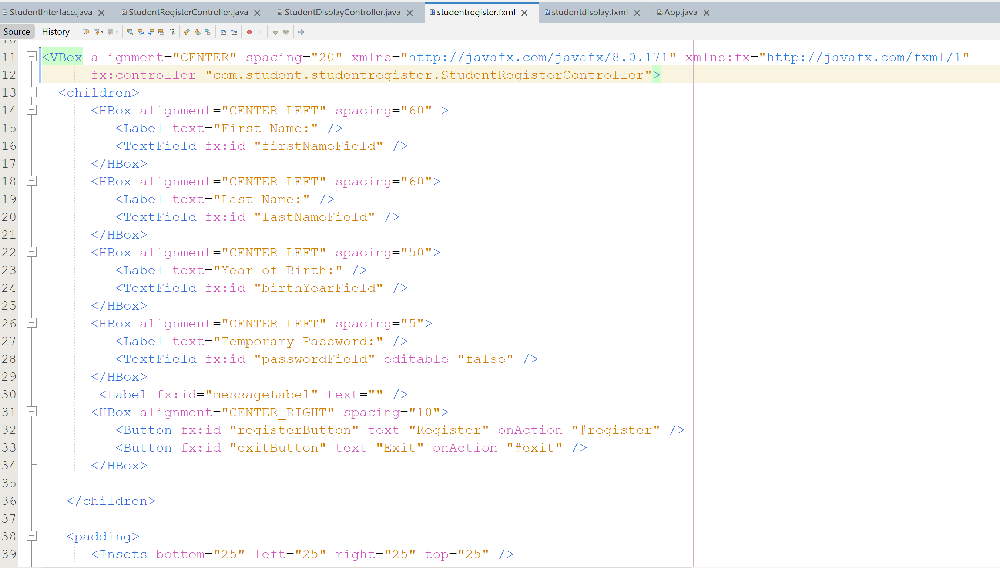 StudentInterface.java StudentRegisterController.java StudentDisplayController.java studentregister.fxml studentdisplay.fxml App.java
Source History
10
11 <VBox alignment="CENTER" spacing="20" xmlns="http://javafx.com/javafx/8.0.171" xmlns:fx="http://javafx.com/fxml/1"
12 fx:controller="com.student.studentregister.StudentRegisterController">
13 <children>
14 <HBox alignment="CENTER_LEFT" spacing="60" >
15 <Label text="First Name:" />
16 <TextField fx:id="firstNameField" />
17 </HBox>
18 <HBox alignment="CENTER_LEFT" spacing="60">
19 <Label text="Last Name:" />
20 <TextField fx:id="lastNameField" />
21 </HBox>
22 <HBox alignment="CENTER_LEFT" spacing="50">
23 <Label text="Year of Birth:" />
24 <TextField fx:id="birthYearField" />
25 </HBox>
26 <HBox alignment="CENTER_LEFT" spacing="5">
27 <Label text="Temporary Password:" />
28 <TextField fx:id="passwordField" editable="false" />
29 </HBox>
30 <Label fx:id="messageLabel" text="" />
31 <HBox alignment="CENTER_RIGHT" spacing="10">
32 <Button fx:id="registerButton" text="Register" onAction="#register" />
33 <Button fx:id="exitButton" text="Exit" onAction="#exit" />
34 </HBox>
35
36 </children>
37
38 <padding>
39 <Insets bottom="25" left="25" right="25" top="25" />